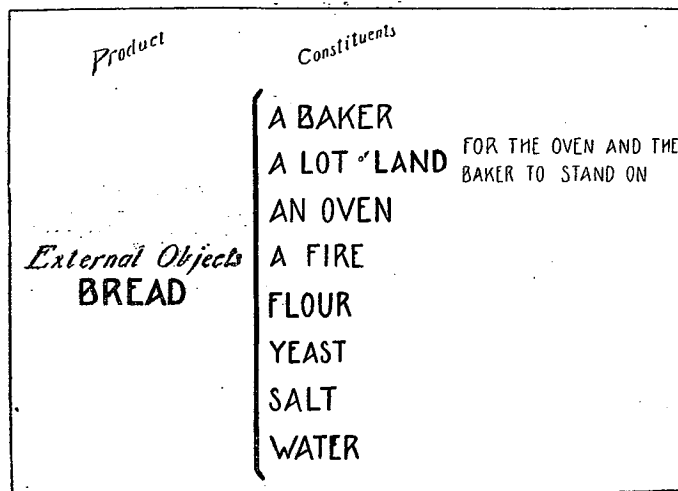 Product
Constituents
A BAKER
A LOT of LAND
FOR THE OVEN AND THE
BAKER TO STAND ON
AN OVEN
External Objects
BREAD
A FIRE
FLOUR
YEAST
SALT
WATER